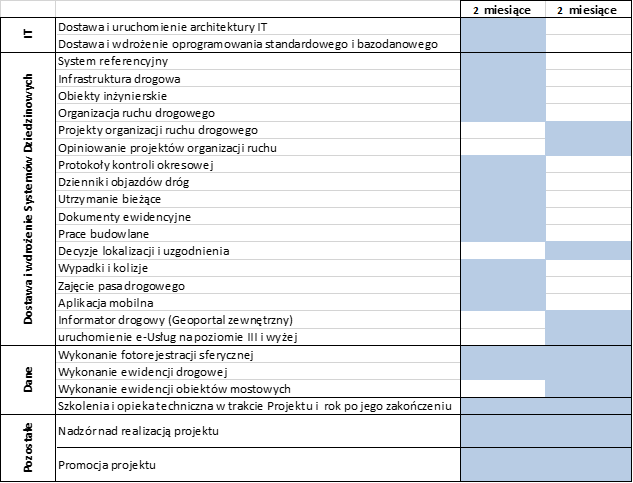 2 miesiące 2 miesiące
IT
Dostawa i uruchomienie architektury IT
Dostawa i wdrożenie oprogramowania standardowego i bazodanowego
Dostawa i wdrożenie Systemów Dziedzinowych
System referencyjny
Infrastruktura drogowa
Obiekty inżynierskie
Organizacja ruchu drogowego
Projekty organizacji ruchu drogowego
Opiniowanie projektów organizacji ruchu
Protokoły kontroli okresowej
Dzienniki objazdów dróg
Utrzymanie bieżące
Dokumenty ewidencyjne
Prace budowlane
Decyzje lokalizacji i uzgodnienia
Wypadki i kolizje
Zajęcie pasa drogowego
Aplikacja mobilna
Informator drogowy (Geoportal zewnętrzny)
uruchomienie e-Usług na poziomie III i wyżej
Dane
Wykonanie fotorejestracji sferycznej
Wykonanie ewidencji drogowej
Wykonanie ewidencji obiektów mostowych
Szkolenia i opieka techniczna w trakcie Projektu i rok po jego zakończeniu
Pozostałe
Nadzór nad realizacją projektu
Promocja projektu